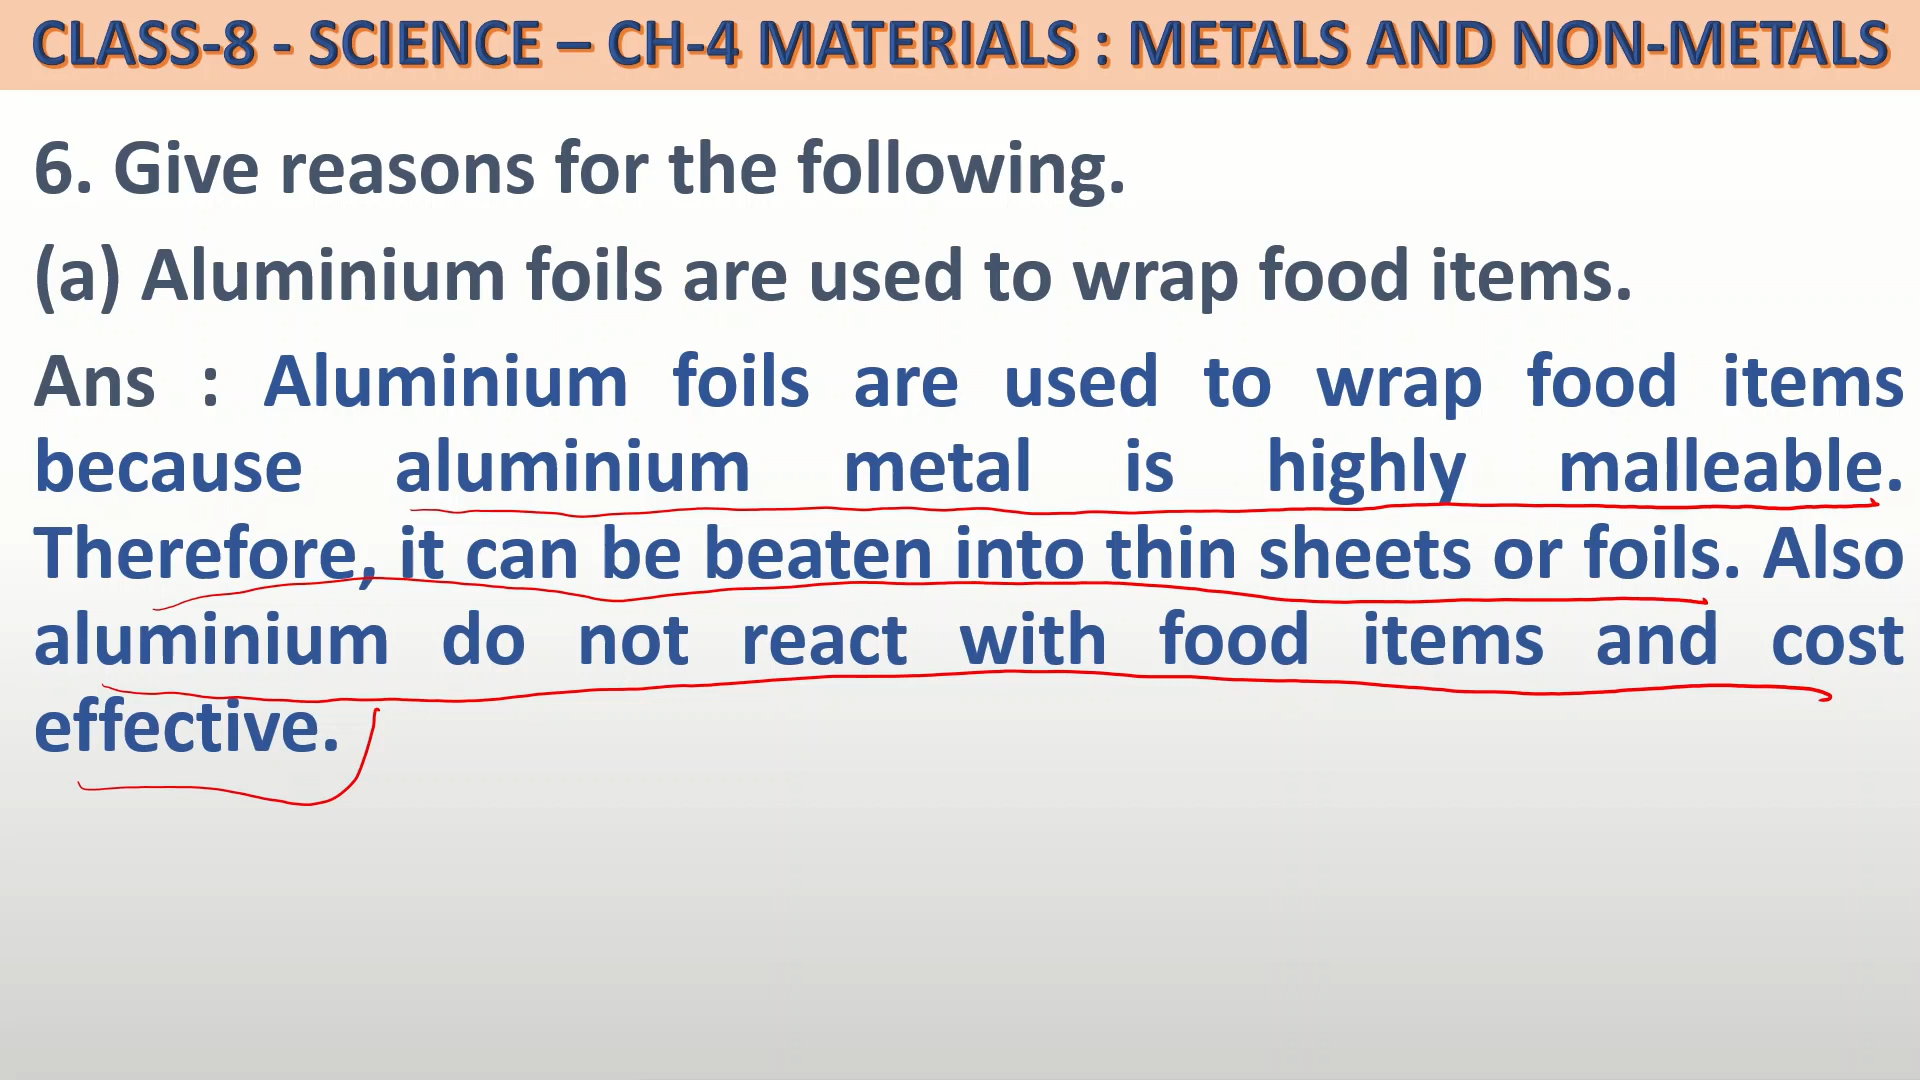 CLASS-8 - SCIENCE – CH-4 MATERIALS : METALS AND NON-METALS
6. Give reasons for the following.
(a) Aluminium foils are used to wrap food items.
Ans : Aluminium foils are used to wrap food items
because aluminium metal is highly malleable.
Therefore, it can be beaten into thin sheets or foils. Also
aluminium do not react with food items and cost
effective.